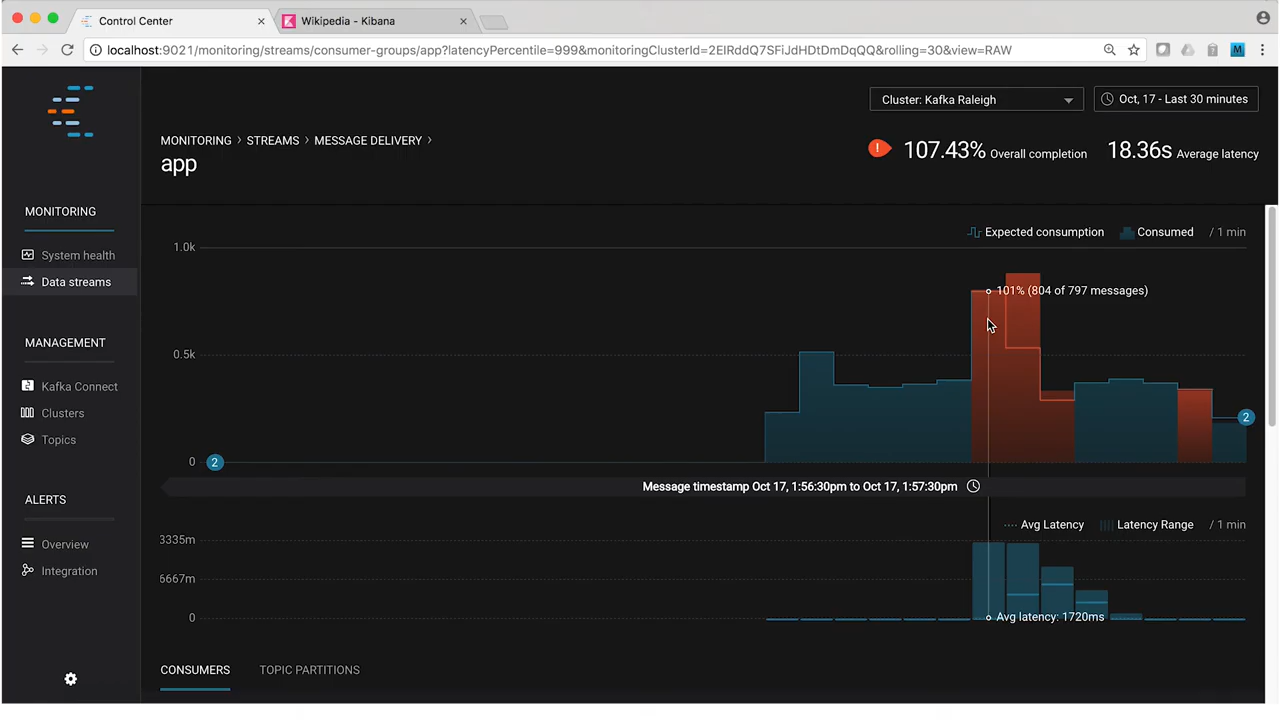 Control Center
Wikipedia - Kibana
localhost:9021/monitoring/streams/consumer-groups/app?latencyPercentile=999&monitoringClusterId=2EIRddQ7SFiJdHDtDmDqQQ&rolling=30&view=RAW
M
Cluster: Kafka Raleigh
Oct, 17 - Last 30 minutes
MONITORING › STREAMS › MESSAGE DELIVERY ›
app
! 107.43% Overall completion 18.36s Average latency
MONITORING
System health
Data streams
MANAGEMENT
Kafka Connect
Clusters
Topics
ALERTS
Overview
Integration
Expected consumption Consumed / 1 min
1.0k
101% (804 of 797 messages)
0.5k
2
0 2
Message timestamp Oct 17, 1:56:30pm to Oct 17, 1:57:30pm
Avg Latency Latency Range / 1 min
3335m
6667m
0
Avg latency: 1720ms
CONSUMERS TOPIC PARTITIONS